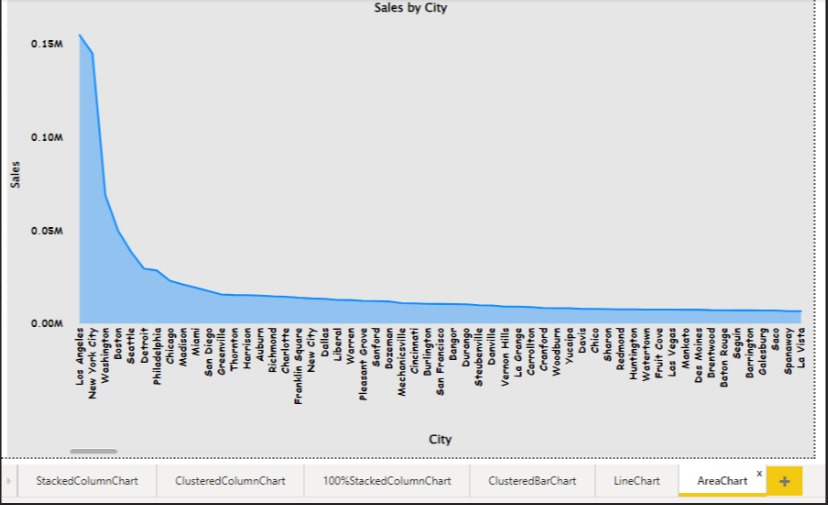 Sales by City
0.15M
0.10M
0.05M
0.00M
Sales
Los Angeles
New York City
Washington
Boston
Seattle
Detroit
Philadelphia
Chicago
Madison
Miami
San Diego
Greenville
Thornton
Harrison
Auburn
Richmond
Charlotte
Franklin Square
New City
Dallas
Liberal
Warren
Pleasant Grove
Sanford
Bozeman
Mechanicsville
Cincinnati
Burlington
San Francisco
Bangor
Durango
Steubenville
Danville
Vernon Hills
La Grange
Carrollton
Cranford
Woodburn
Yucaipa
Davis
Chico
Sharon
Redmond
Huntington
Watertown
Fruit Cove
Las Vegas
Mankato
Des Moines
Brentwood
Baton Rouge
Seguin
Barrington
Galesburg
Saco
Spanaway
La Vista
City
StackedColumnChart ClusteredColumnChart 100%StackedColumnChart ClusteredBarChart LineChart AreaChart x +